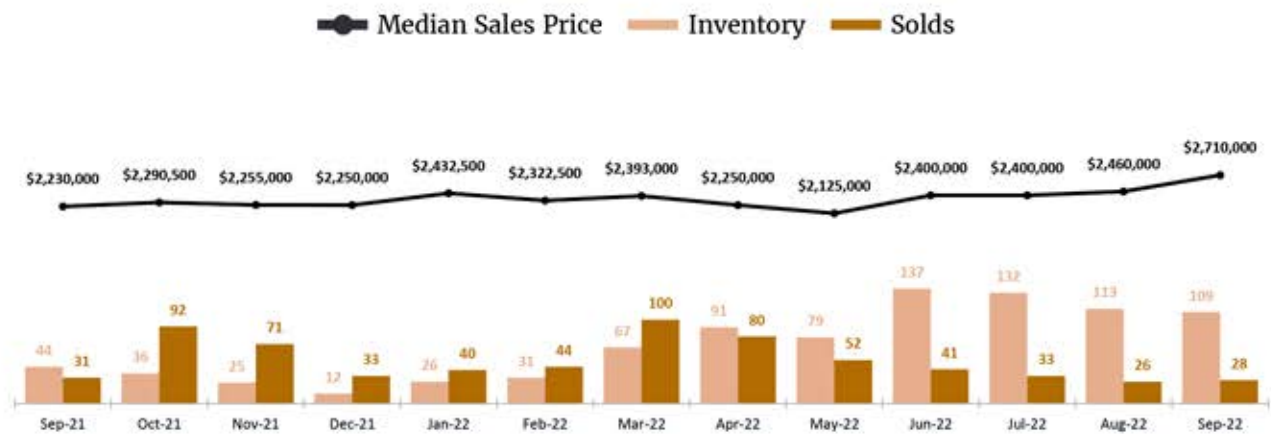 Median Sales Price Inventory Solds
$2,230,000 $2,290,500 $2,255,000 $2,250,000 $2,432,500 $2,322,500 $2,393,000 $2,250,000 $2,125,000 $2,400,000 $2,400,000 $2,460,000 $2,710,000
44 31 36 92 25 71 12 33 26 40 31 44 67 100 91 80 79 52 137 41 132 33 113 26 109 28
Sep-21 Oct-21 Nov-21 Dec-21 Jan-22 Feb-22 Mar-22 Apr-22 May-22 Jun-22 Jul-22 Aug-22 Sep-22